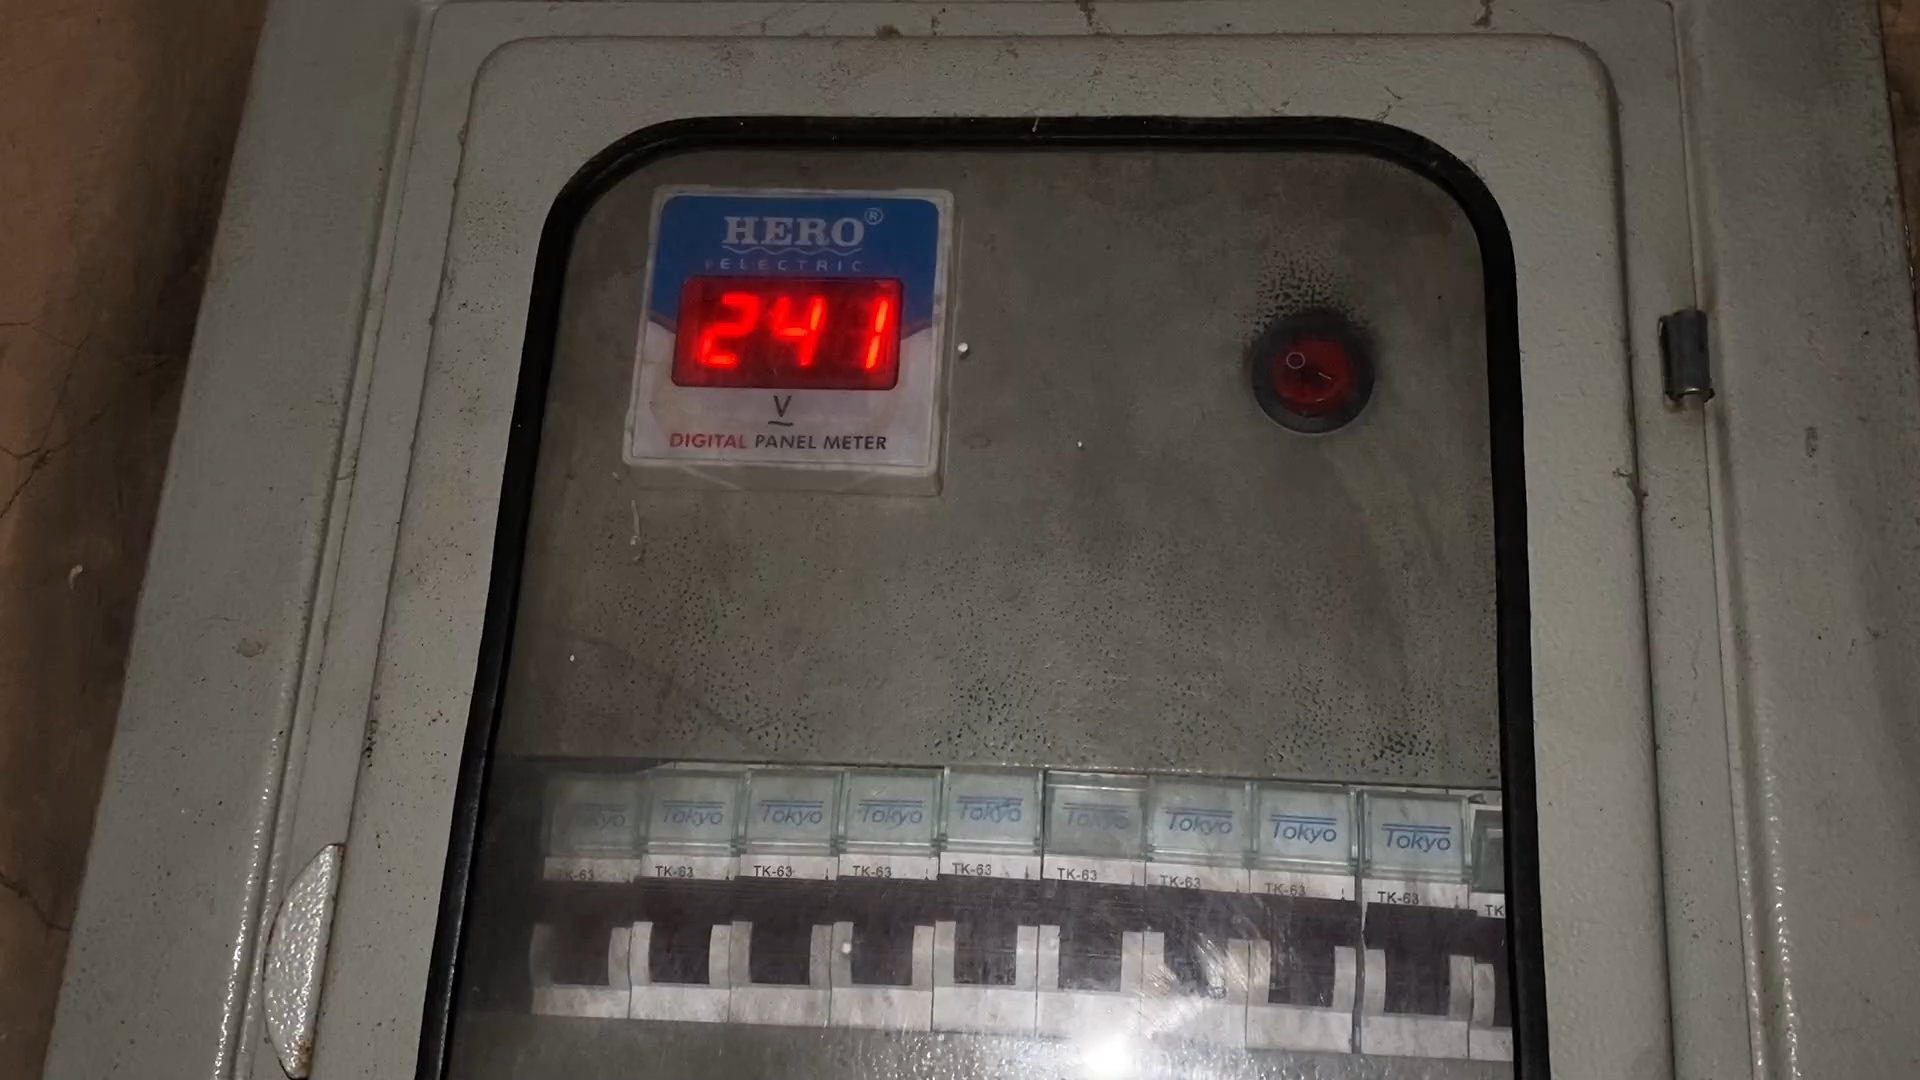 HERO®
ELECTRIC
241
V
DIGITAL PANEL METER
Tokyo Tokyo Tokyo Tokyo Tokyo Tokyo Tokyo Tokyo Tokyo
TK-63 TK-63 TK-63 TK-63 TK-63 TK-63 TK-63 TK-63 TK-63 TK